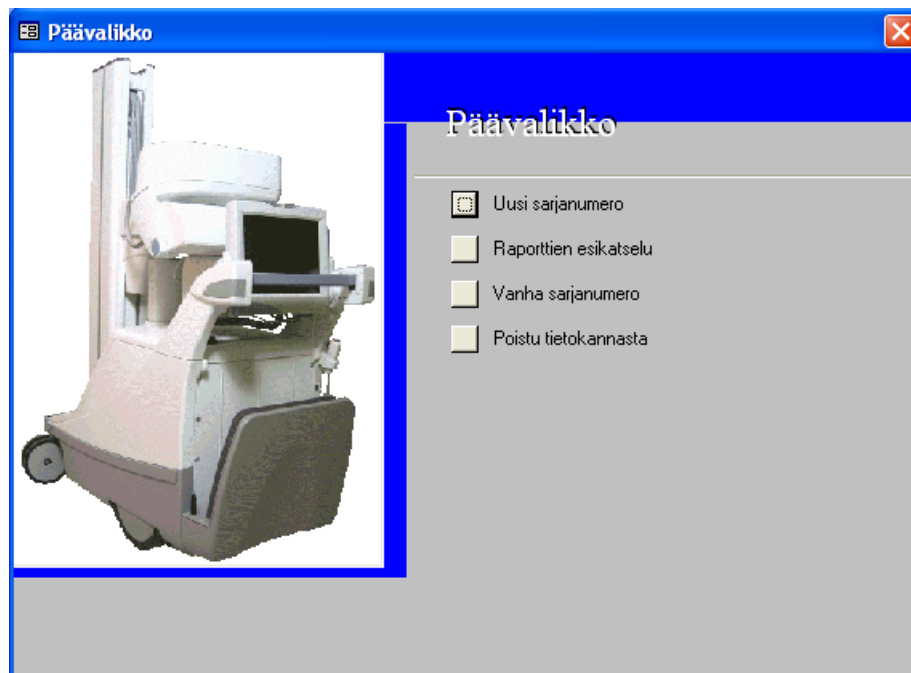 Päävalikko
Päävalikko
Uusi sarjanumero
Raporttien esikatselu
Vanha sarjanumero
Poistu tietokannasta